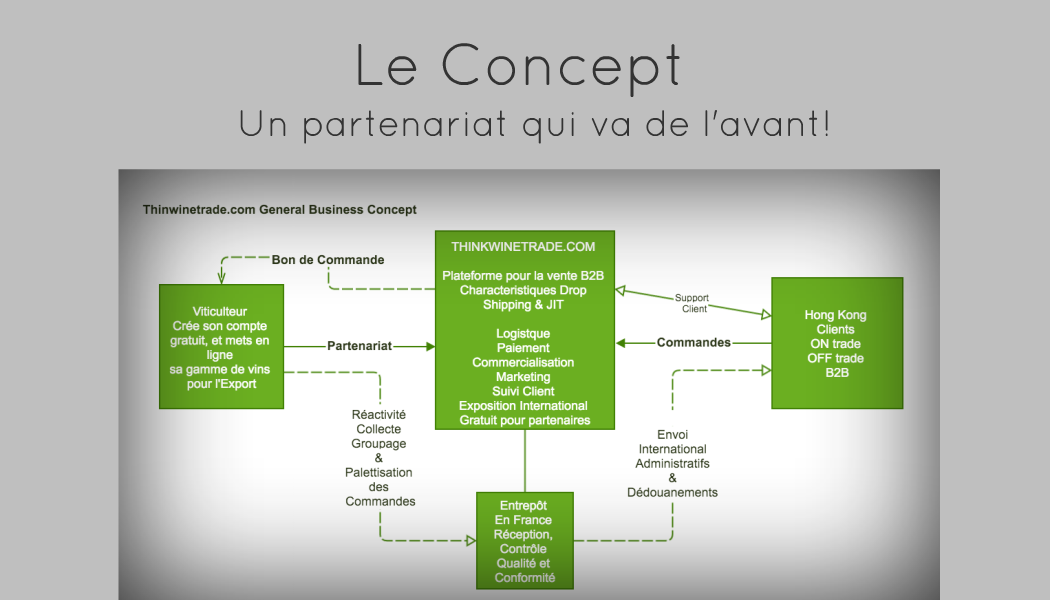 Le Concept
Un partenariat qui va de l'avant!
Thinwinetrade.com General Business Concept
Bon de Commande
Viticulteur
Crée son compte
gratuit, et mets en
ligne
sa gamme de vins
pour l'Export
Partenariat
THINKWINETRADE.COM
Plateforme pour la vente B2B
Characteristiques Drop
Shipping & JIT
Logistque
Paiement
Commercialisation
Marketing
Suivi Client
Exposition International
Gratuit pour partenaires
Support
Client
Commandes
Hong Kong
Clients
ON trade
OFF trade
B2B
Réactivité
Collecte
Groupage
&
Palettisation
des
Commandes
Envoi
International
Administratifs
&
Dédouanements
Entrepôt
En France
Réception,
Contrôle
Qualité et
Conformité